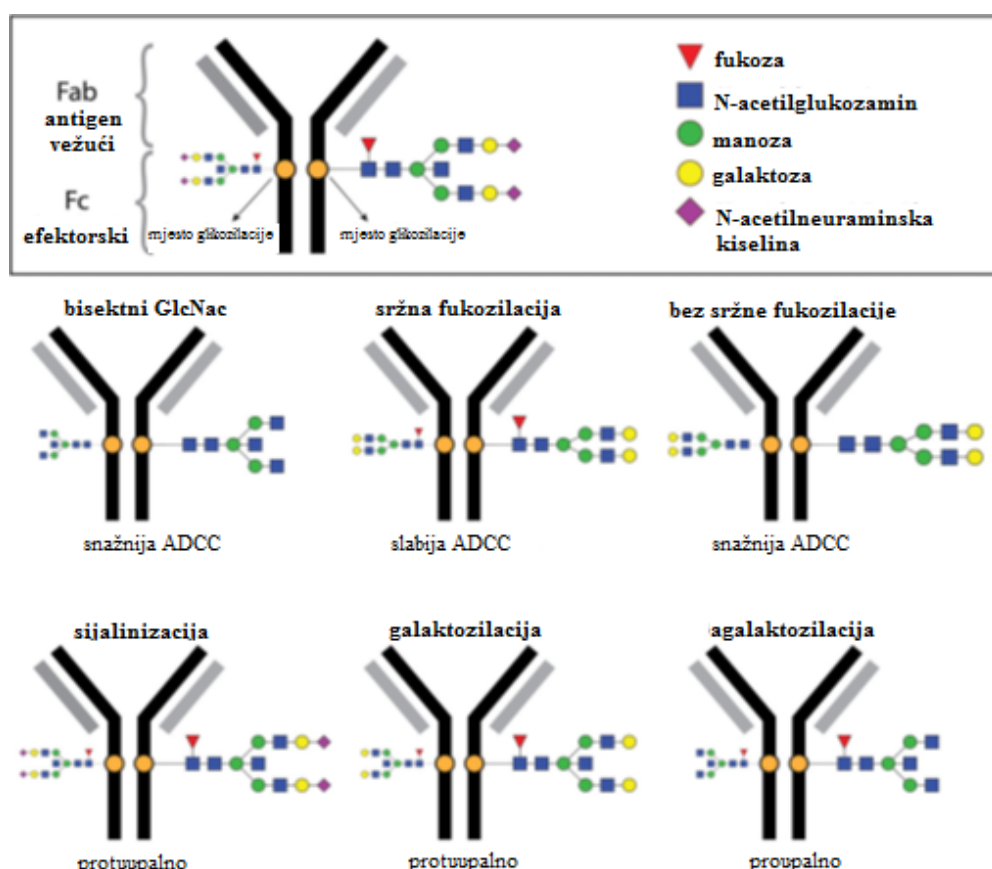 Fab
antigen
vežući
Fc
efektorski
mjesto glikozilacije
mjesto glikozilacije
fukoza
N-acetilglukozamin
manoza
galaktoza
N-acetilneuraminska
kiselina
bisektni GlcNac
sržna fukozilacija
bez sržne fukozilacije
snažnija ADCC
slabija ADCC
snažnija ADCC
sijalinizacija
galaktozilacija
agalaktozilacija
protuupalno
protuupalno
proupalno